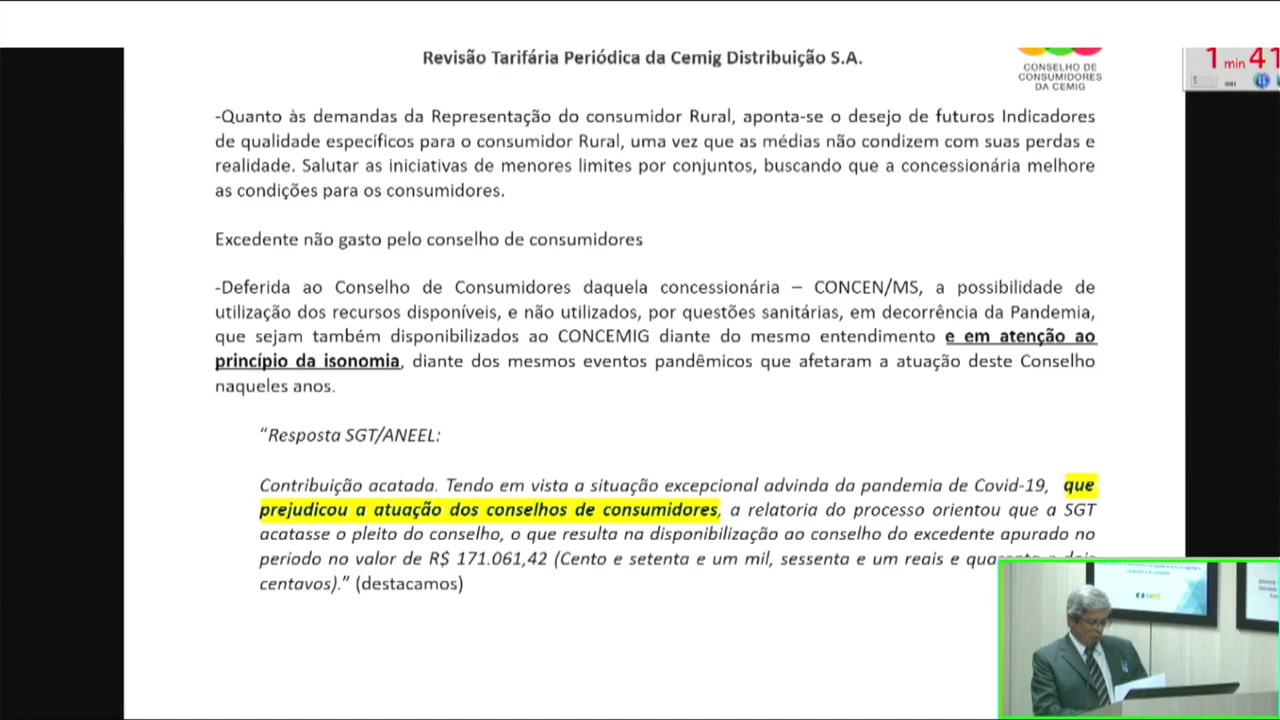 Revisão Tarifária Periódica da Cemig Distribuição S.A.
CONSELHO DE
CONSUMIDORES
DA CEMIG
1 min 41
-Quanto às demandas da Representação do consumidor Rural, aponta-se o desejo de futuros Indicadores
de qualidade específicos para o consumidor Rural, uma vez que as médias não condizem com suas perdas e
realidade. Salutar as iniciativas de menores limites por conjuntos, buscando que a concessionária melhore
as condições para os consumidores.
Excedente não gasto pelo conselho de consumidores
-Deferida ao Conselho de Consumidores daquela concessionária – CONCEN/MS, a possibilidade de
utilização dos recursos disponíveis, e não utilizados, por questões sanitárias, em decorrência da Pandemia,
que sejam também disponibilizados ao CONCEMIG diante do mesmo entendimento e em atenção ao
princípio da isonomia, diante dos mesmos eventos pandêmicos que afetaram a atuação deste Conselho
naqueles anos.
“Resposta SGT/ANEEL:
Contribuição acatada. Tendo em vista a situação excepcional advinda da pandemia de Covid-19, que
prejudicou a atuação dos conselhos de consumidores, a relatoria do processo orientou que a SGT
acatasse o pleito do conselho, o que resulta na disponibilização ao conselho do excedente apurado no
período no valor de R$ 171.061,42 (Cento e setenta e um mil, sessenta e um reais e quarenta e dois
centavos).” (destacamos)